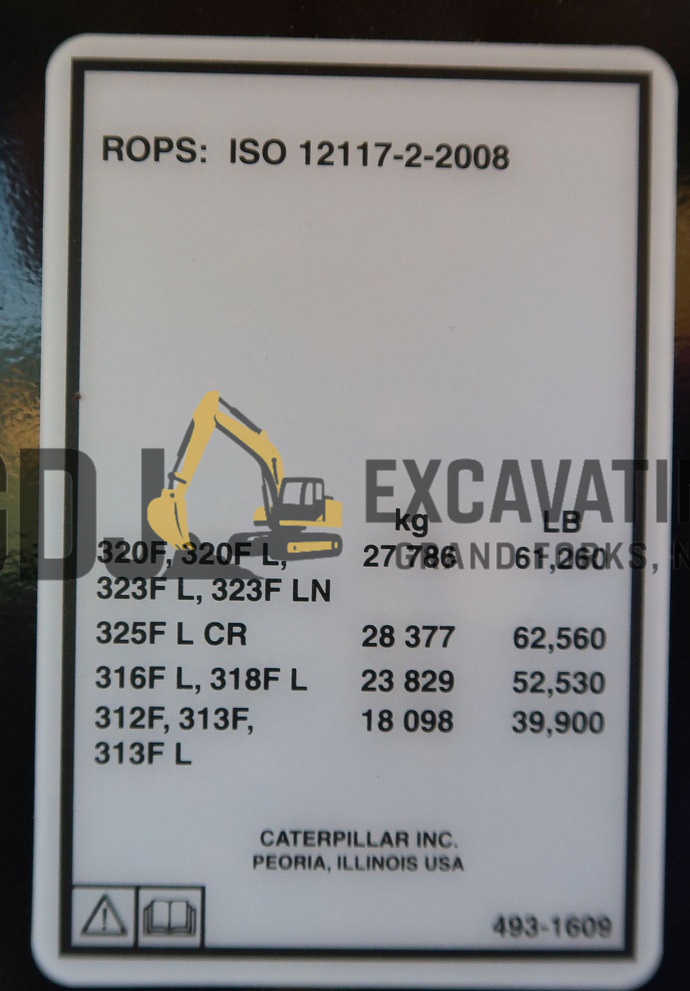 ROPS: ISO 12117-2-2008
CDJ EXCAVATI
GRAND FORKS, N
kg LB
320F, 320F L, 27 786 61,260
323F L, 323F LN
325F L CR 28 377 62,560
316F L, 318F L 23 829 52,530
312F, 313F, 18 098 39,900
313F L
CATERPILLAR INC.
PEORIA, ILLINOIS USA
493-1609